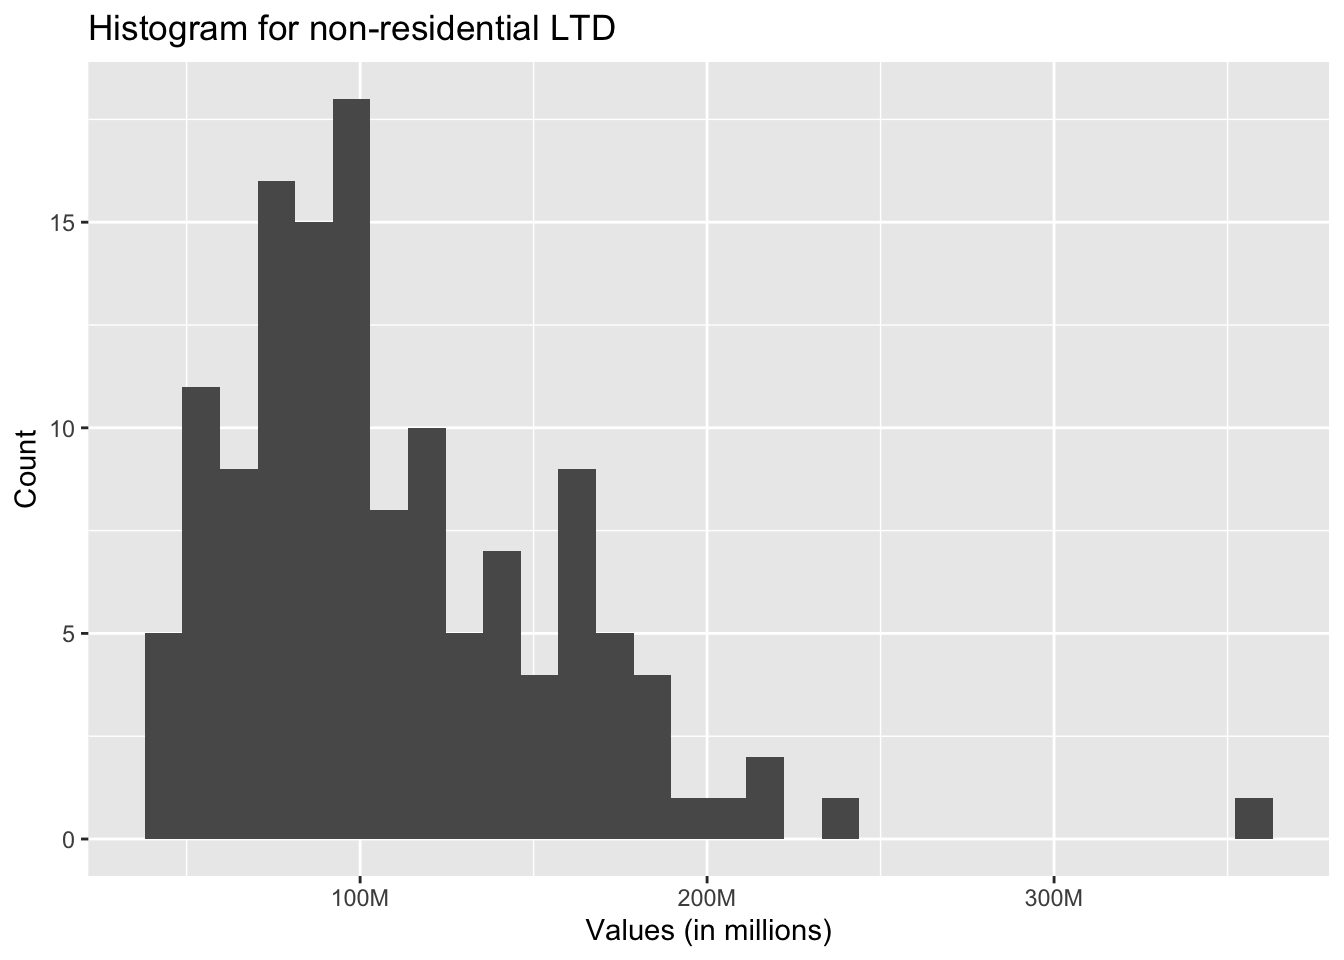 Histogram for non-residential LTD
15
10
5
0
Count
100M 200M 300M
Values (in millions)